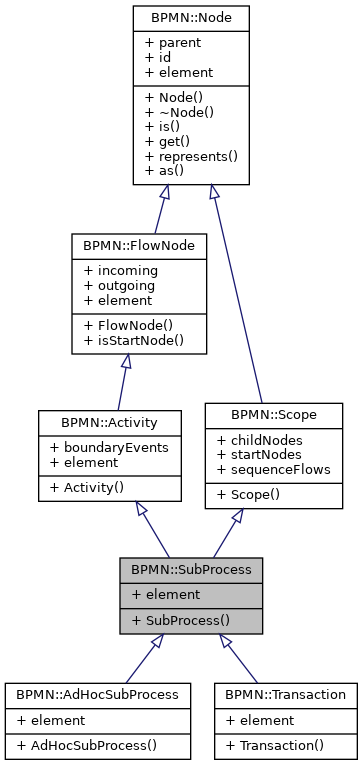 BPMN::Node
+ parent
+ id
+ element
+ Node()
+ ~Node()
+ is()
+ get()
+ represents()
+ as()
BPMN::FlowNode
+ incoming
+ outgoing
+ element
+ FlowNode()
+ isStartNode()
BPMN::Activity
+ boundaryEvents
+ element
+ Activity()
BPMN::Scope
+ childNodes
+ startNodes
+ sequenceFlows
+ Scope()
BPMN::SubProcess
+ element
+ SubProcess()
BPMN::AdHocSubProcess
+ element
+ AdHocSubProcess()
BPMN::Transaction
+ element
+ Transaction()